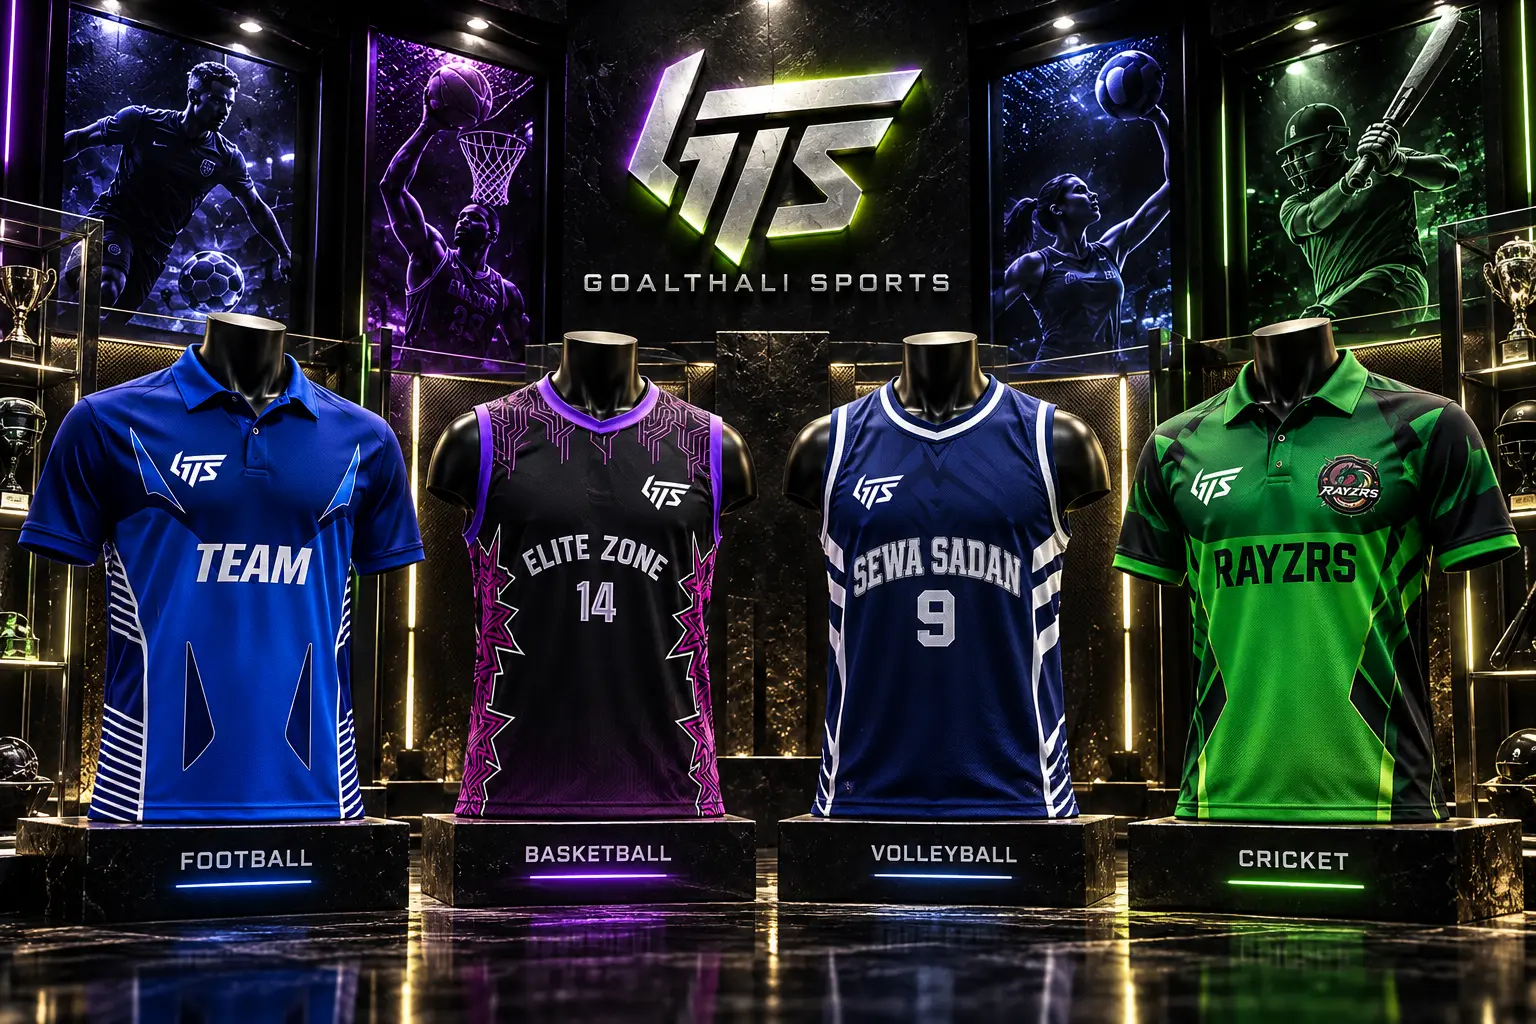 GTS
GOALTHALI SPORTS
GTS
TEAM
GTS
ELITE ZONE
14
GTS
SEWA SADAN
9
GTS
RAYZRS
RAYZRS
FOOTBALL
BASKETBALL
VOLLEYBALL
CRICKET